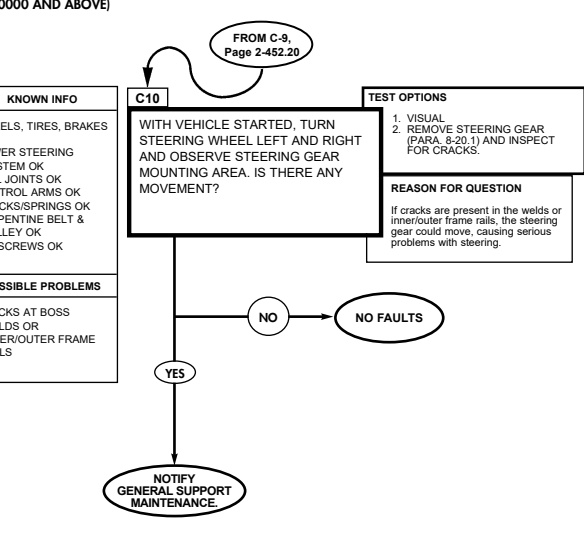 0000 AND ABOVE)
FROM C-9,
Page 2-452.20
KNOWN INFO
ELS, TIRES, BRAKES
ER STEERING
STEM OK
JOINTS OK
TROL ARMS OK
CKS/SPRINGS OK
PENTINE BELT &
LLEY OK
SCREWS OK
SSIBLE PROBLEMS
CKS AT BOSS
LDS OR
ER/OUTER FRAME
LS
C10
WITH VEHICLE STARTED, TURN
STEERING WHEEL LEFT AND RIGHT
AND OBSERVE STEERING GEAR
MOUNTING AREA. IS THERE ANY
MOVEMENT?
TEST OPTIONS
1. VISUAL
2. REMOVE STEERING GEAR
(PARA. 8-20.1) AND INSPECT
FOR CRACKS.
REASON FOR QUESTION
If cracks are present in the welds or
inner/outer frame rails, the steering
gear could move, causing serious
problems with steering.
NO
NO FAULTS
YES
NOTIFY
GENERAL SUPPORT
MAINTENANCE.